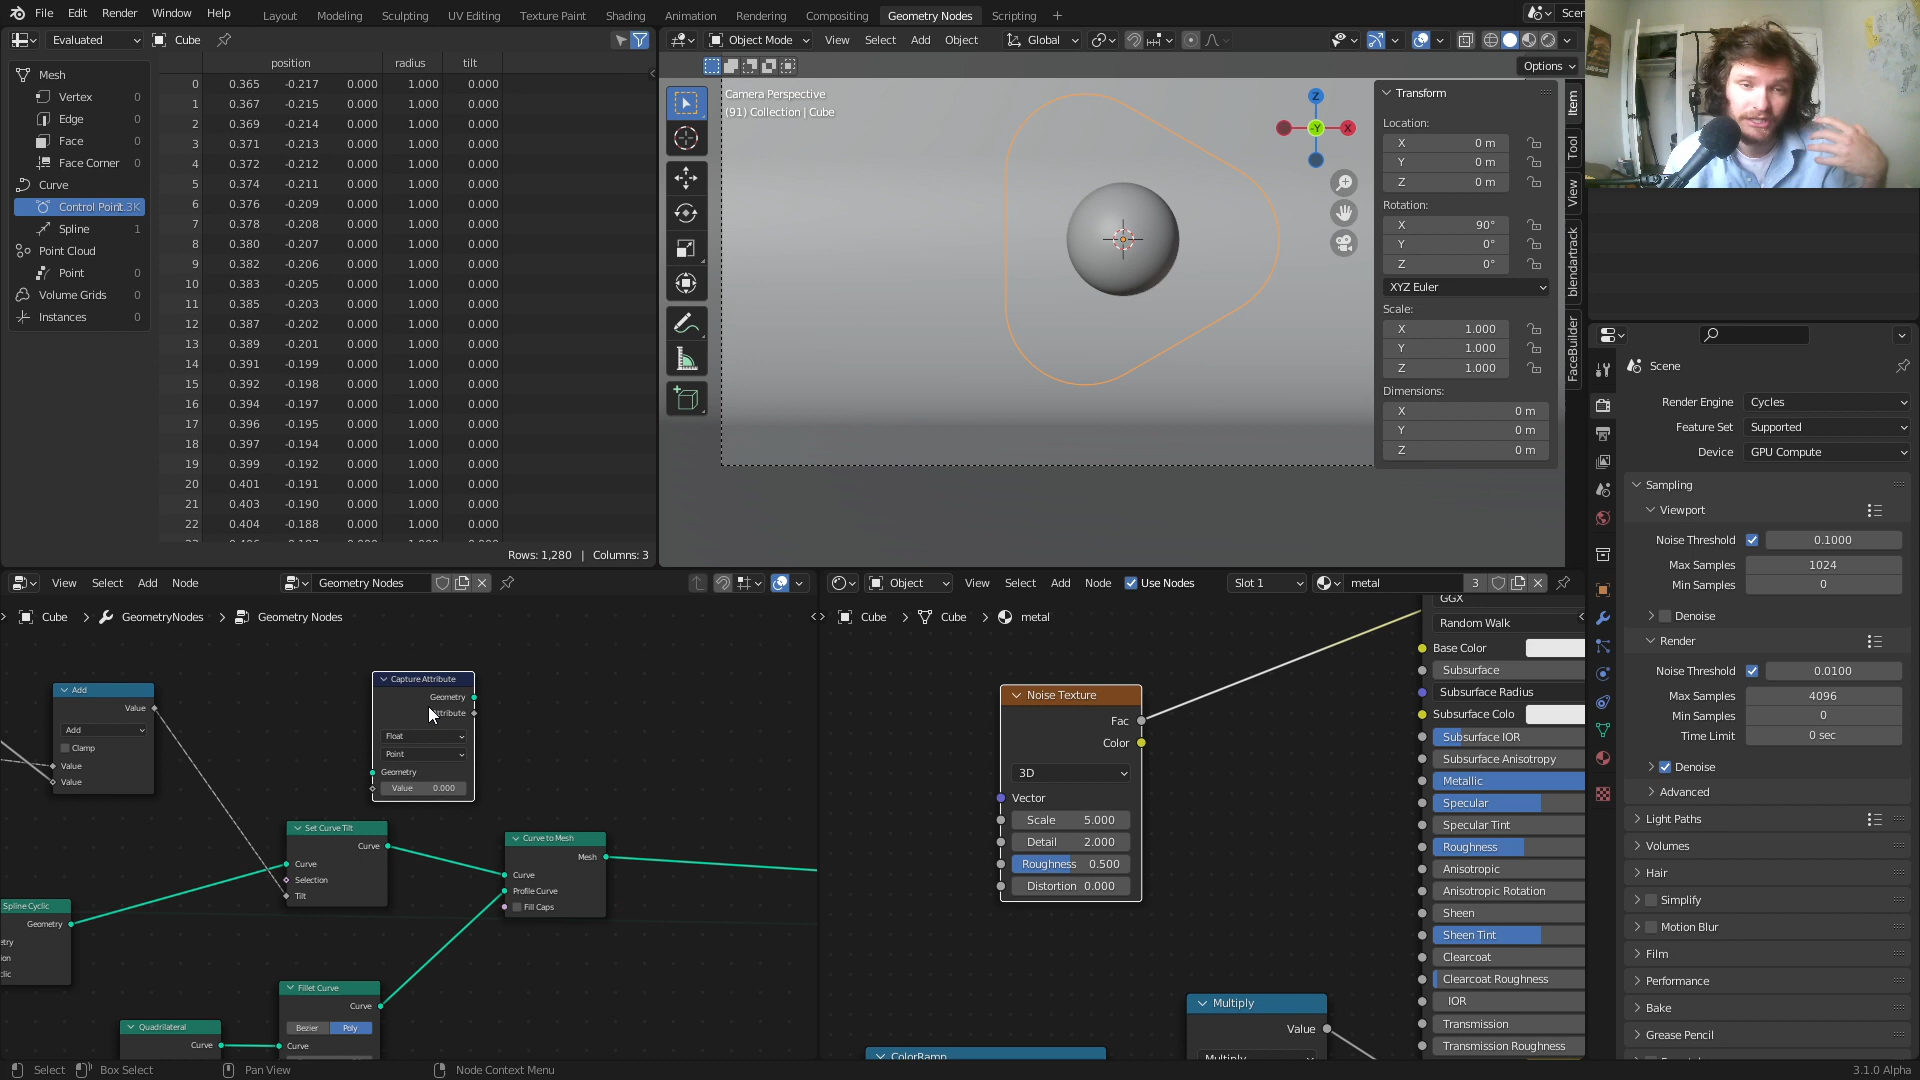 File Edit Render Window Help Layout Modeling Sculpting UV Editing Texture Paint Shading Animation Rendering Compositing Geometry Nodes Scripting +
Evaluated Cube
Object Mode View Select Add Object Global
Options
position radius tilt
Mesh
Vertex 0
Edge 0
Face 0
Face Corner 0
Curve
Spline 1
Point Cloud
Point 0
Volume Grids 0
Instances 0
0 0.365 -0.217 0.000 1.000 0.000
1 0.367 -0.215 0.000 1.000 0.000
2 0.369 -0.214 0.000 1.000 0.000
3 0.371 -0.213 0.000 1.000 0.000
4 0.372 -0.212 0.000 1.000 0.000
5 0.374 -0.211 0.000 1.000 0.000
6 0.376 -0.209 0.000 1.000 0.000
7 0.378 -0.208 0.000 1.000 0.000
8 0.380 -0.207 0.000 1.000 0.000
9 0.382 -0.206 0.000 1.000 0.000
10 0.383 -0.205 0.000 1.000 0.000
11 0.385 -0.203 0.000 1.000 0.000
12 0.387 -0.202 0.000 1.000 0.000
13 0.389 -0.201 0.000 1.000 0.000
14 0.391 -0.199 0.000 1.000 0.000
15 0.392 -0.198 0.000 1.000 0.000
16 0.394 -0.197 0.000 1.000 0.000
17 0.396 -0.195 0.000 1.000 0.000
18 0.397 -0.194 0.000 1.000 0.000
19 0.399 -0.192 0.000 1.000 0.000
20 0.401 -0.191 0.000 1.000 0.000
21 0.403 -0.190 0.000 1.000 0.000
22 0.404 -0.188 0.000 1.000 0.000
Rows: 1,280 | Columns: 3
Camera Perspective
(91) Collection | Cube
Z
-Y
X
Transform
Location:
X 0 m
Y 0 m
Z 0 m
Rotation:
X 90°
Y 0°
Z 0°
XYZ Euler
Scale:
X 1.000
Y 1.000
Z 1.000
Dimensions:
X 0 m
Y 0 m
Z 0 m
Item
Tool
View
blendartrack
FaceBuilder
View Select Add Node Geometry Nodes
Cube GeometryNodes Geometry Nodes
Add
Value
Add
Clamp
Value
Value
Capture Attribute
Geometry
Float
Point
Geometry
Value 0.000
Set Curve Tilt
Curve
Curve
Selection
Tilt
Curve to Mesh
Mesh
Curve
Profile Curve
Fill Caps
Spline Cyclic
Geometry
Fillet Curve
Curve
Bezier Poly
Curve
Quadrilateral
Curve
Object View Select Add Node Use Nodes Slot 1 metal 3
Cube Cube metal
Noise Texture
Fac
Color
3D
Vector
Scale 5.000
Detail 2.000
Roughness 0.500
Distortion 0.000
Multiply
Value
Multiply
ColorRamp
GGX
Random Walk
Base Color
Subsurface
Subsurface Radius
Subsurface Colo
Subsurface IOR
Subsurface Anisotropy
Metallic
Specular
Specular Tint
Roughness
Anisotropic
Anisotropic Rotation
Sheen
Sheen Tint
Clearcoat
Clearcoat Roughness
IOR
Transmission
Transmission Roughness
Scene
Render Engine Cycles
Feature Set Supported
Device GPU Compute
Sampling
Viewport
Noise Threshold 0.1000
Max Samples 1024
Min Samples 0
Denoise
Render
Noise Threshold 0.0100
Max Samples 4096
Min Samples 0
Time Limit 0 sec
Denoise
Advanced
Light Paths
Volumes
Hair
Simplify
Motion Blur
Film
Performance
Bake
Grease Pencil
Select Box Select Pan View Node Context Menu 3.1.0 Alpha